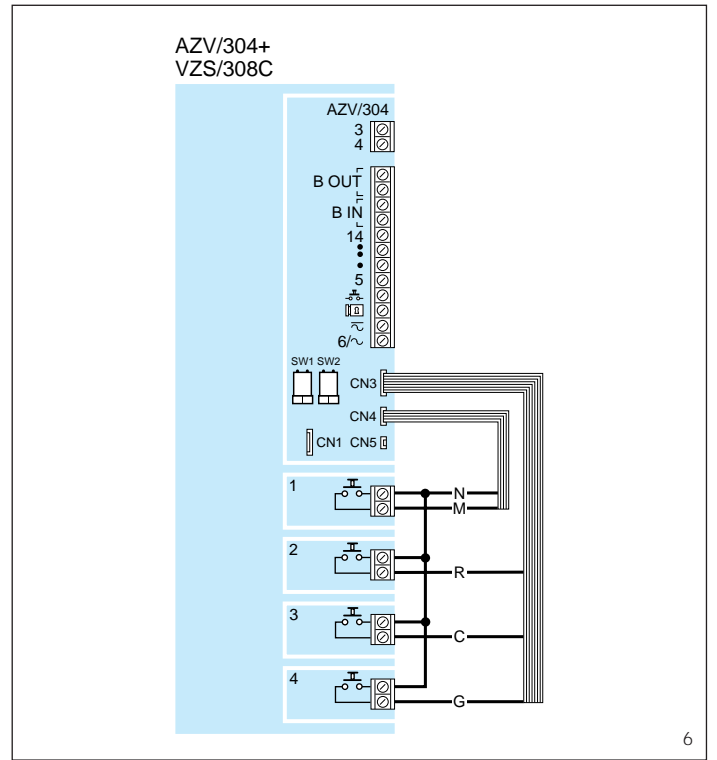 AZV/304+
VZS/308C
AZV/304
3
4
B OUT
B IN
14
5
6/~
SW1 SW2
CN3
CN4
CN1 CN5
1
N
M
2
R
3
C
4
G
6